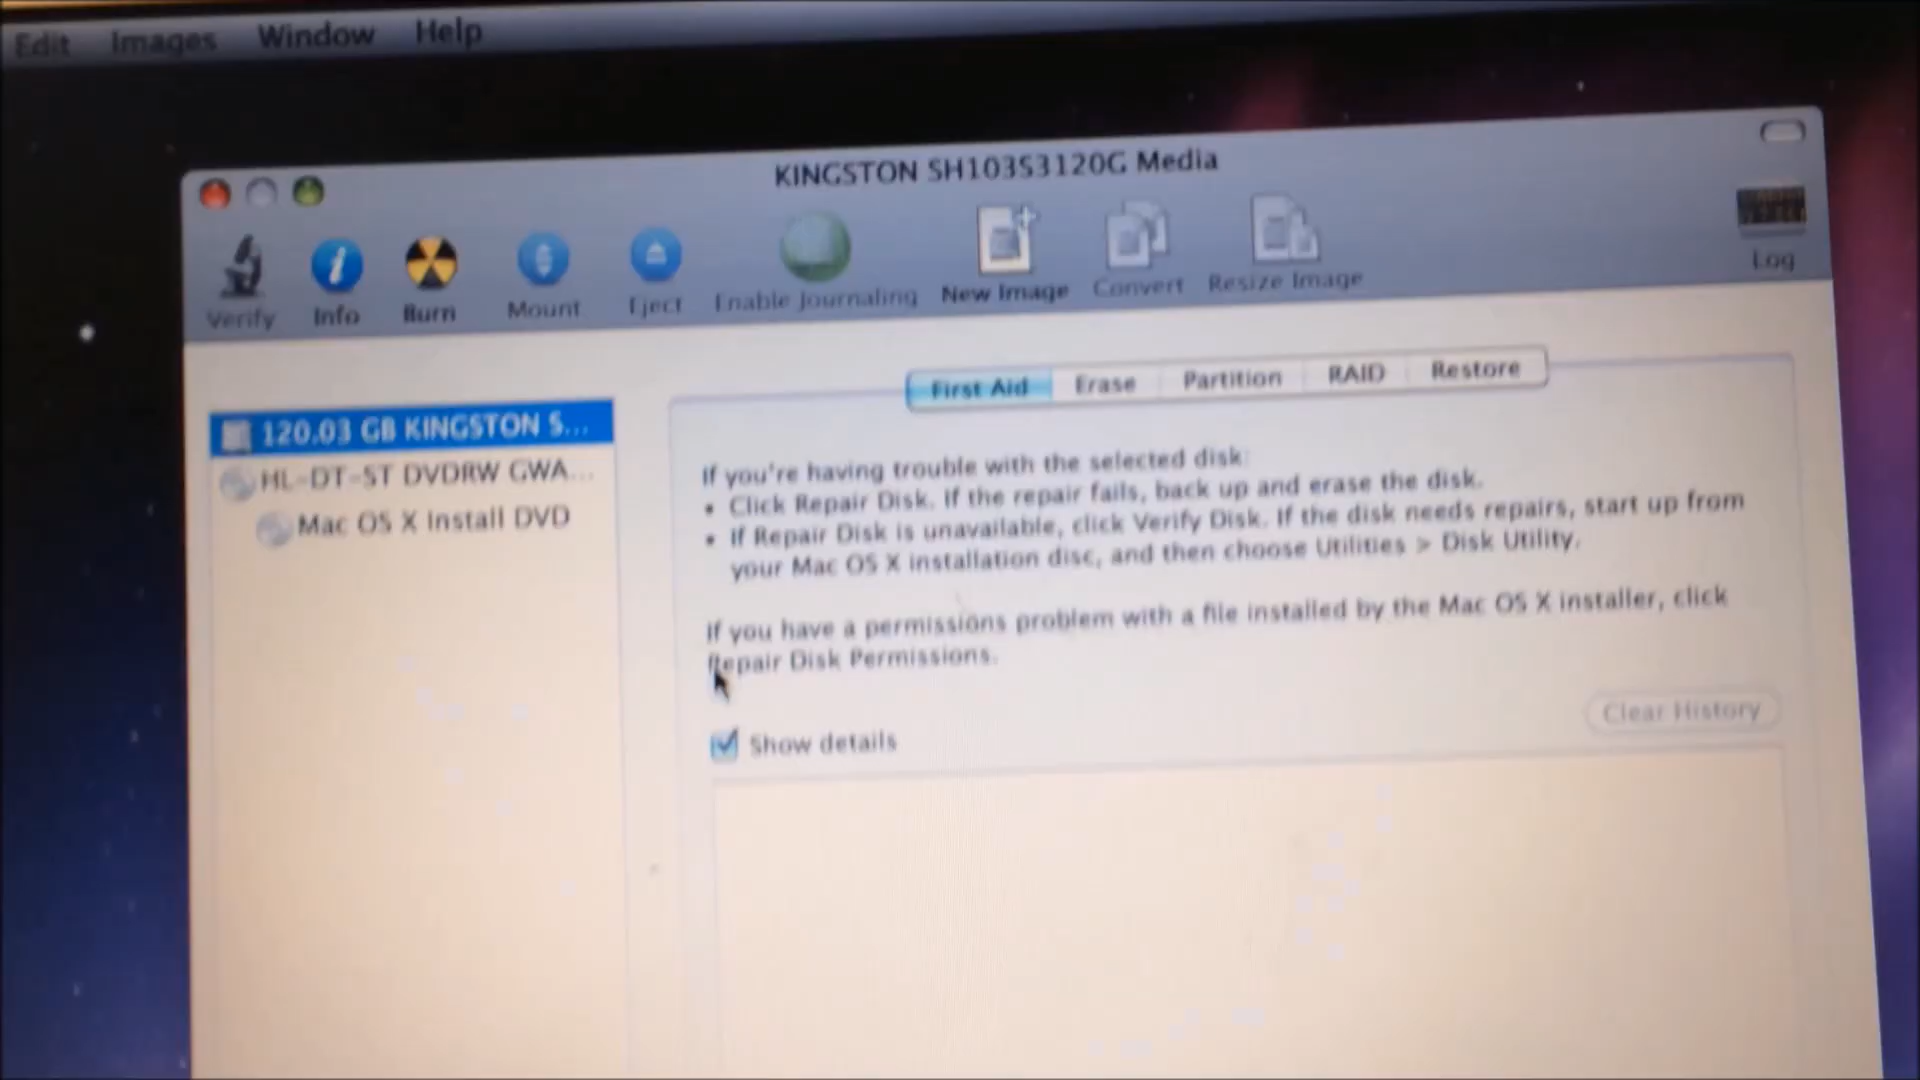 Edit Images Window Help
KINGSTON SH103S3120G Media
Verify Info Burn Mount Eject Enable Journaling New Image Convert Resize Image Log
First Aid Erase Partition RAID Restore
120.03 GB KINGSTON S...
HL-DT-ST DVDRW GWA...
Mac OS X Install DVD
If you're having trouble with the selected disk:
• Click Repair Disk. If the repair fails, back up and erase the disk.
• If Repair Disk is unavailable, click Verify Disk. If the disk needs repairs, start up from
your Mac OS X installation disc, and then choose Utilities > Disk Utility.
If you have a permissions problem with a file installed by the Mac OS X installer, click
Repair Disk Permissions.
Clear History
Show details